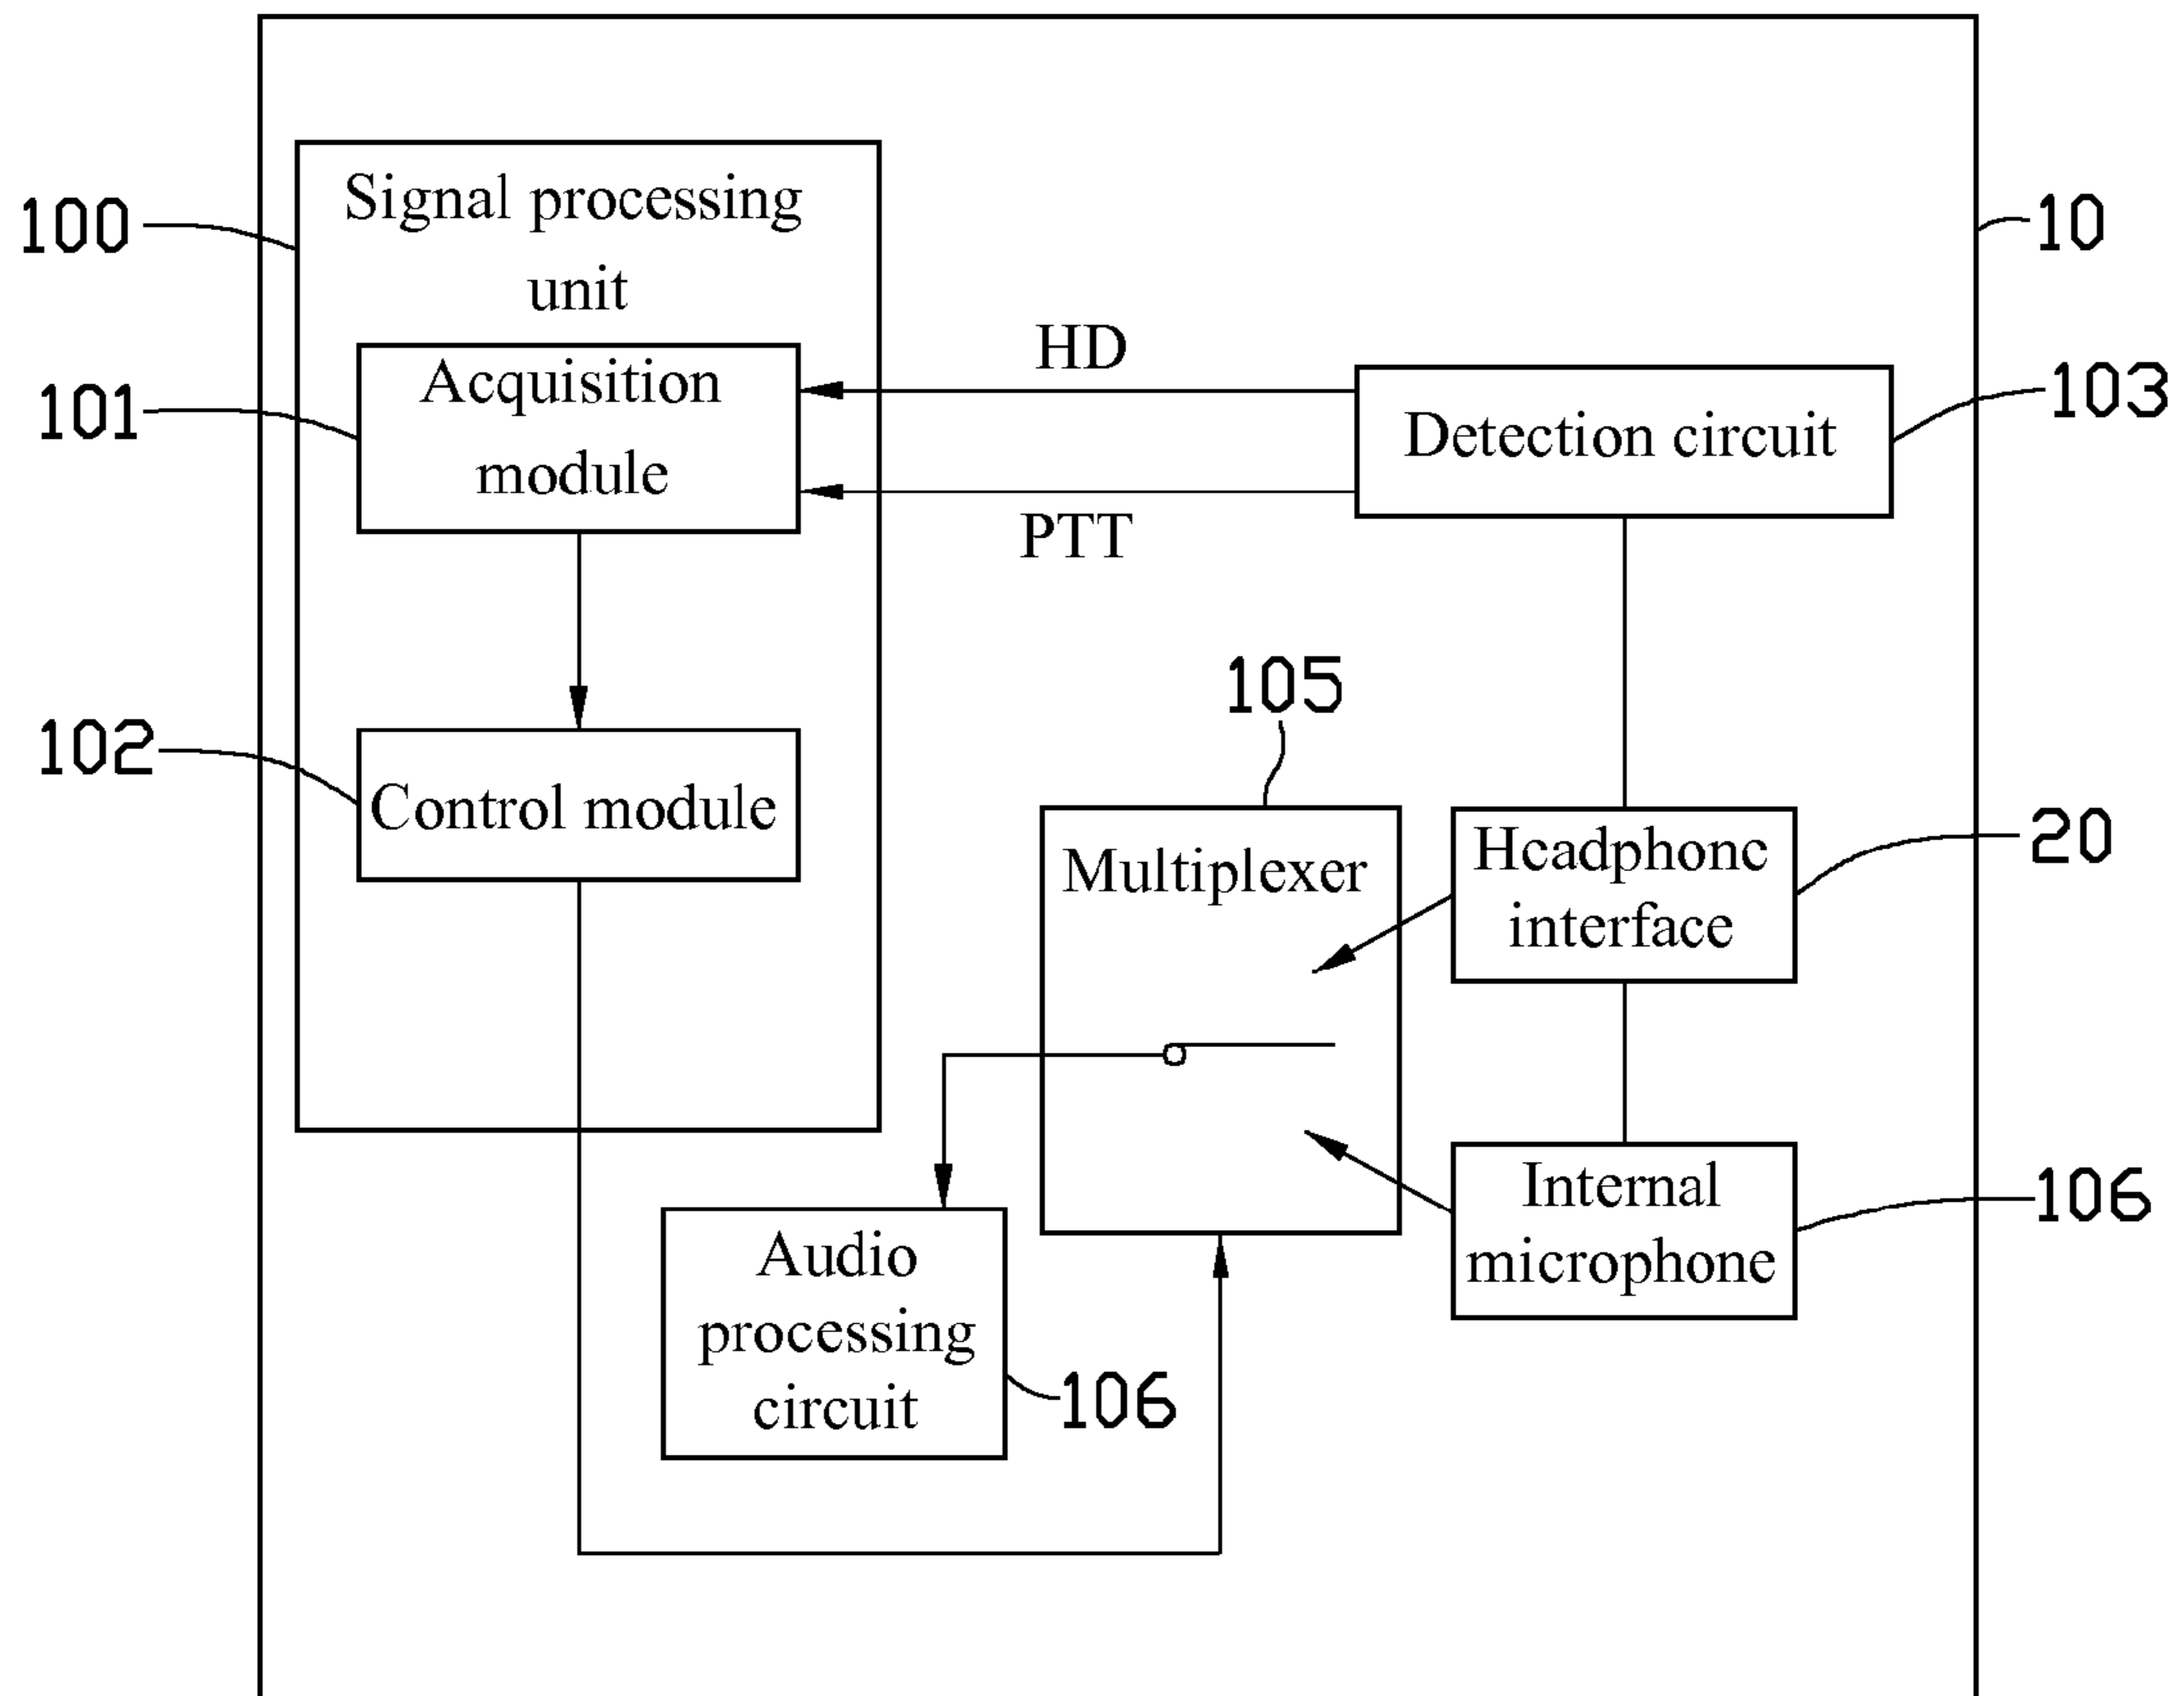 100
10
Signal processing
unit
HD
101
Acquisition
module
Detection circuit
103
PTT
105
102
Control module
Multiplexer
Headphone
interface
20
Internal
microphone
106
Audio
processing
circuit
106